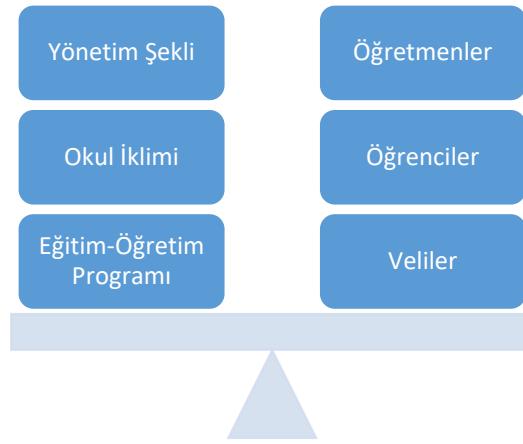 Yönetim Şekli
Öğretmenler
Okul İklimi
Öğrenciler
Eğitim-Öğretim
Programı
Veliler